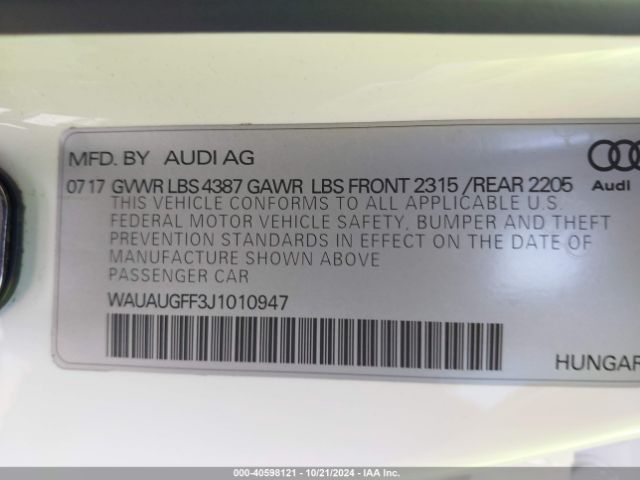 MFD. BY AUDI AG
07 17 GVWR LBS 4387 GAWR LBS FRONT 2315 /REAR 2205
Audi
THIS VEHICLE CONFORMS TO ALL APPLICABLE U.S.
FEDERAL MOTOR VEHICLE SAFETY, BUMPER AND THEFT
PREVENTION STANDARDS IN EFFECT ON THE DATE OF
MANUFACTURE SHOWN ABOVE
PASSENGER CAR
WAUAUGFF3J1010947
HUNGAR
000-40598121 - 10/21/2024 - IAA Inc.